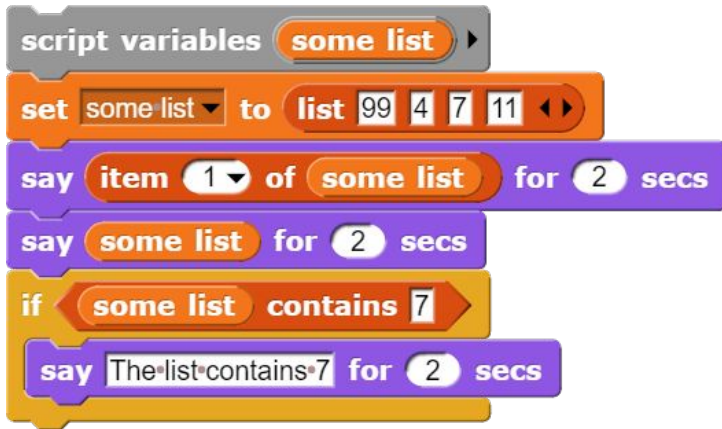 script variables some list
set some list to list 99 4 7 11
say item 1 of some list for 2 secs
say some list for 2 secs
if some list contains 7
say The list contains 7 for 2 secs